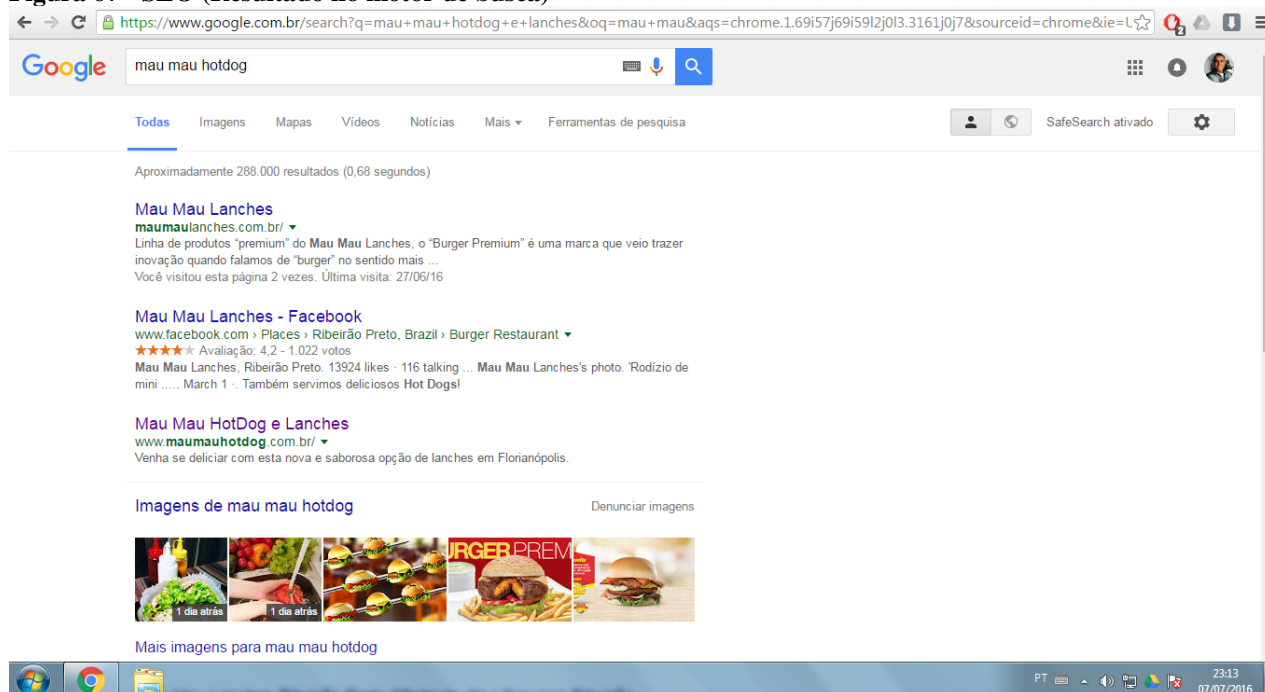 https://www.google.com.br/search?q=mau+mau+hotdog+e+lanches&oq=mau+mau&aqs=chrome.1.69i57j69i59l2j0l3.3161j0j7&sourceid=chrome&ie=
Google
mau mau hotdog
Todas Imagens Mapas Vídeos Notícias Mais Ferramentas de pesquisa SafeSearch ativado
Aproximadamente 288.000 resultados (0,68 segundos)
Mau Mau Lanches
maumaulanches.com.br/
Linha de produtos “premium” do Mau Mau Lanches, o “Burger Premium” é uma marca que veio trazer
inovação quando falamos de “burger” no sentido mais ...
Você visitou esta página 2 vezes. Última visita: 27/06/16
Mau Mau Lanches - Facebook
www.facebook.com › Places › Ribeirão Preto, Brazil › Burger Restaurant
Avaliação: 4,2 - 1.022 votos
Mau Mau Lanches, Ribeirão Preto. 13924 likes · 116 talking ... Mau Mau Lanches's photo. 'Rodízio de
mini ..... March 1 ·. Também servimos deliciosos Hot Dogs!
Mau Mau HotDog e Lanches
www.maumauhotdog.com.br/
Venha se deliciar com esta nova e saborosa opção de lanches em Florianópolis.
Imagens de mau mau hotdog Denunciar imagens
URGER PREM
1 dia atrás 1 dia atrás
Mais imagens para mau mau hotdog
PT 23:13
07/07/2016